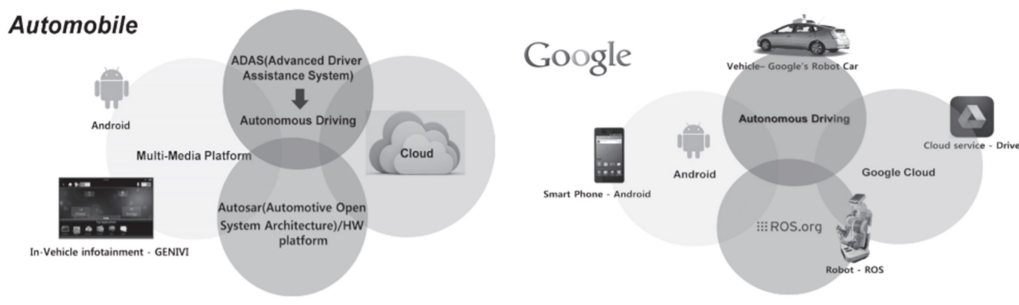 Automobile
ADAS(Advanced Driver
Assistance System)
Autonomous Driving
Android
Multi-Media Platform
Cloud
Autosar(Automotive Open
System Architecture)/HW
platform
In-Vehicle infotainment - GENIVI
Google
Vehicle– Google's Robot Car
Autonomous Driving
Cloud service - Drive
Smart Phone - Android
Android
Google Cloud
ROS.org
Robot - ROS